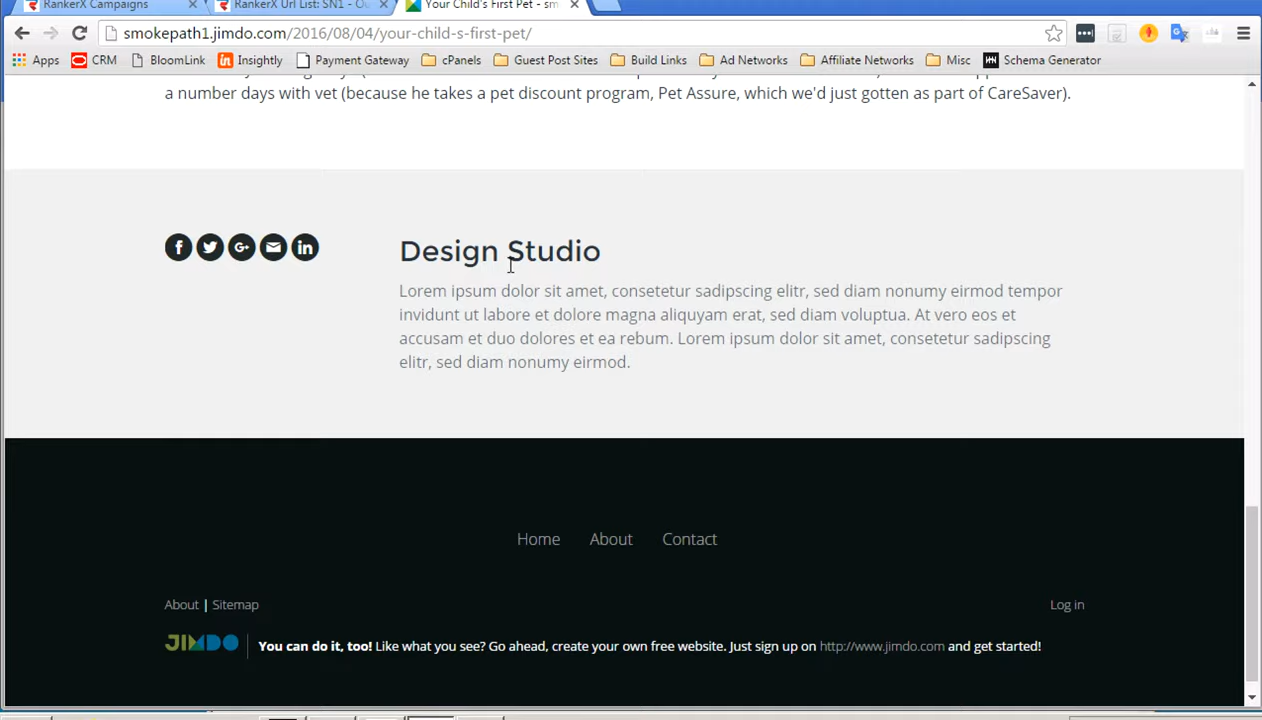 RankerX Campaigns
RankerX Url List: SN1 - Ou
Your Child's First Pet - sm
smokepath1.jimdo.com/2016/08/04/your-child-s-first-pet/
Apps CRM BloomLink Insightly Payment Gateway cPanels Guest Post Sites Build Links Ad Networks Affiliate Networks Misc Schema Generator
a number days with vet (because he takes a pet discount program, Pet Assure, which we'd just gotten as part of CareSaver).
Design Studio
Lorem ipsum dolor sit amet, consetetur sadipscing elitr, sed diam nonumy eirmod tempor
invidunt ut labore et dolore magna aliquyam erat, sed diam voluptua. At vero eos et
accusam et duo dolores et ea rebum. Lorem ipsum dolor sit amet, consetetur sadipscing
elitr, sed diam nonumy eirmod.
Home About Contact
About | Sitemap
Log in
JIMDO
You can do it, too! Like what you see? Go ahead, create your own free website. Just sign up on http://www.jimdo.com and get started!